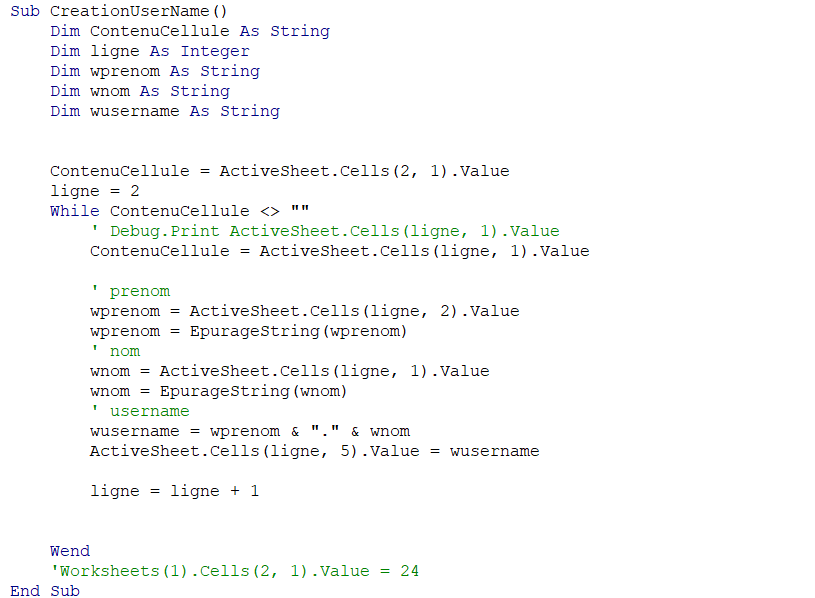 Sub CreationUserName()
    Dim ContenuCellule As String
    Dim ligne As Integer
    Dim wprenom As String
    Dim wnom As String
    Dim wusername As String
    ContenuCellule = ActiveSheet.Cells(2, 1).Value
    ligne = 2
    While ContenuCellule <> ""
        ' Debug.Print ActiveSheet.Cells(ligne, 1).Value
        ContenuCellule = ActiveSheet.Cells(ligne, 1).Value
        ' prenom
        wprenom = ActiveSheet.Cells(ligne, 2).Value
        wprenom = EpurageString(wprenom)
        ' nom
        wnom = ActiveSheet.Cells(ligne, 1).Value
        wnom = EpurageString(wnom)
        ' username
        wusername = wprenom & "." & wnom
        ActiveSheet.Cells(ligne, 5).Value = wusername
        ligne = ligne + 1
    Wend
    'Worksheets(1).Cells(2, 1).Value = 24
End Sub